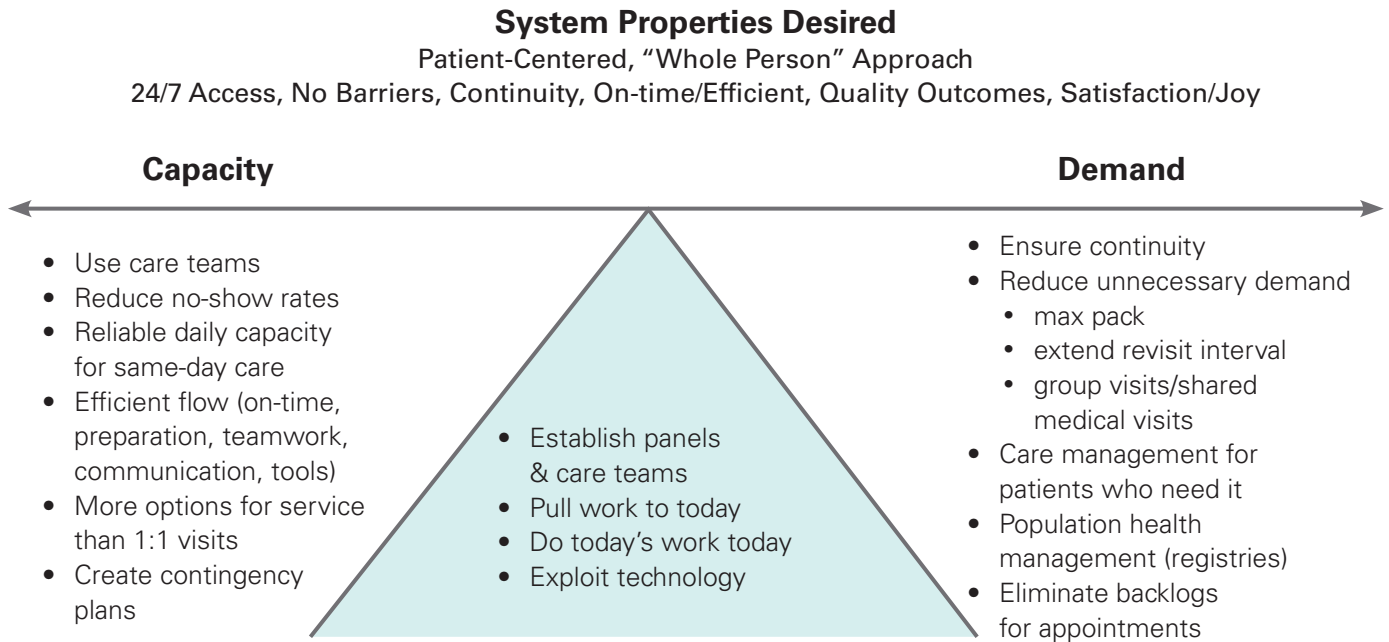 System Properties Desired
Patient-Centered, “Whole Person” Approach
24/7 Access, No Barriers, Continuity, On-time/Efficient, Quality Outcomes, Satisfaction/Joy
Capacity
• Use care teams
• Reduce no-show rates
• Reliable daily capacity
for same-day care
• Efficient flow (on-time,
preparation, teamwork,
communication, tools)
• More options for service
than 1:1 visits
• Create contingency
plans
• Establish panels
& care teams
• Pull work to today
• Do today’s work today
• Exploit technology
Demand
• Ensure continuity
• Reduce unnecessary demand
• max pack
• extend revisit interval
• group visits/shared
medical visits
• Care management for
patients who need it
• Population health
management (registries)
• Eliminate backlogs
for appointments